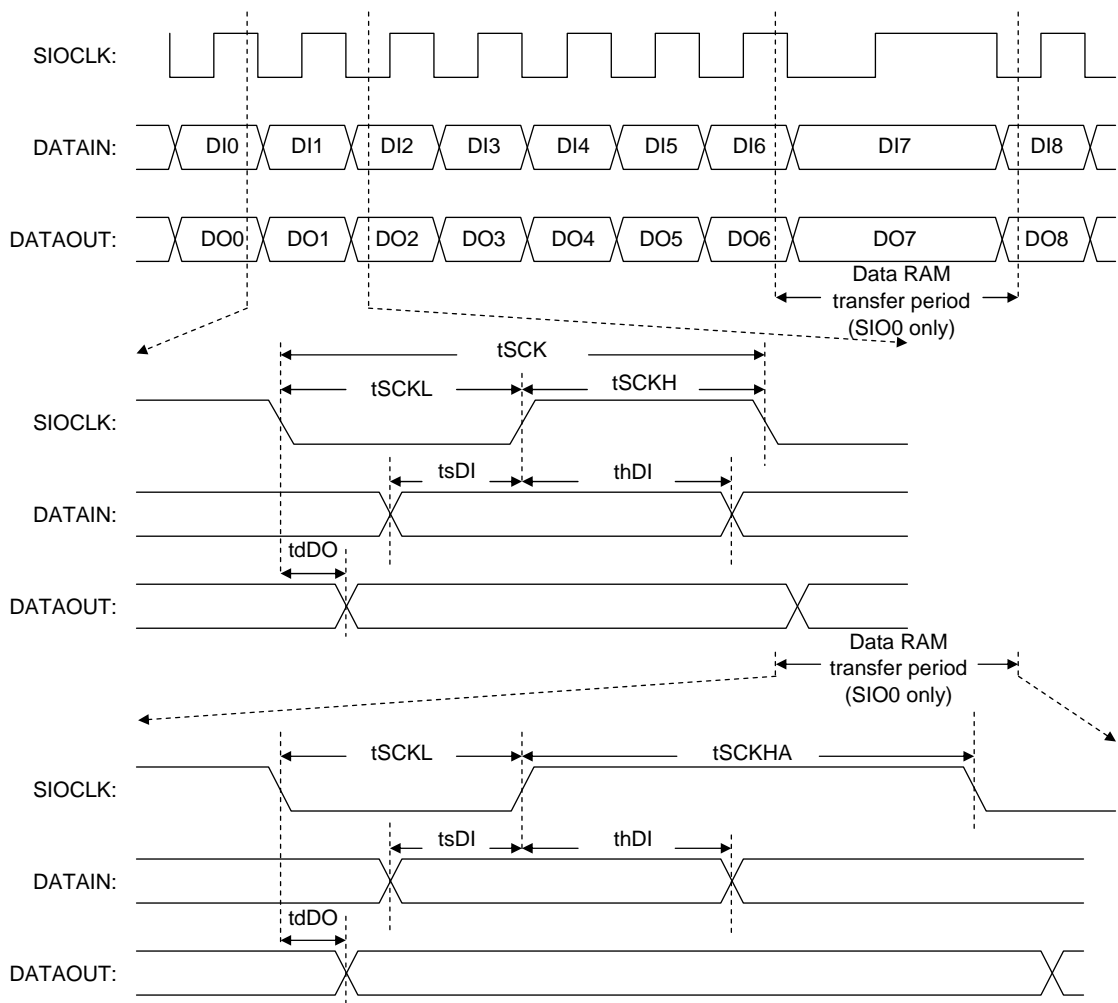 SIOCLK:
DATAIN: DI0 DI1 DI2 DI3 DI4 DI5 DI6 DI7 DI8
DATAOUT: DO0 DO1 DO2 DO3 DO4 DO5 DO6 DO7 DO8
Data RAM
transfer period
(SIO0 only)
tSCK
tSCKL tSCKH
SIOCLK:
tsDI thDI
DATAIN:
tdDO
DATAOUT:
Data RAM
transfer period
(SIO0 only)
tSCKL tSCKHA
SIOCLK:
tsDI thDI
DATAIN:
tdDO
DATAOUT: